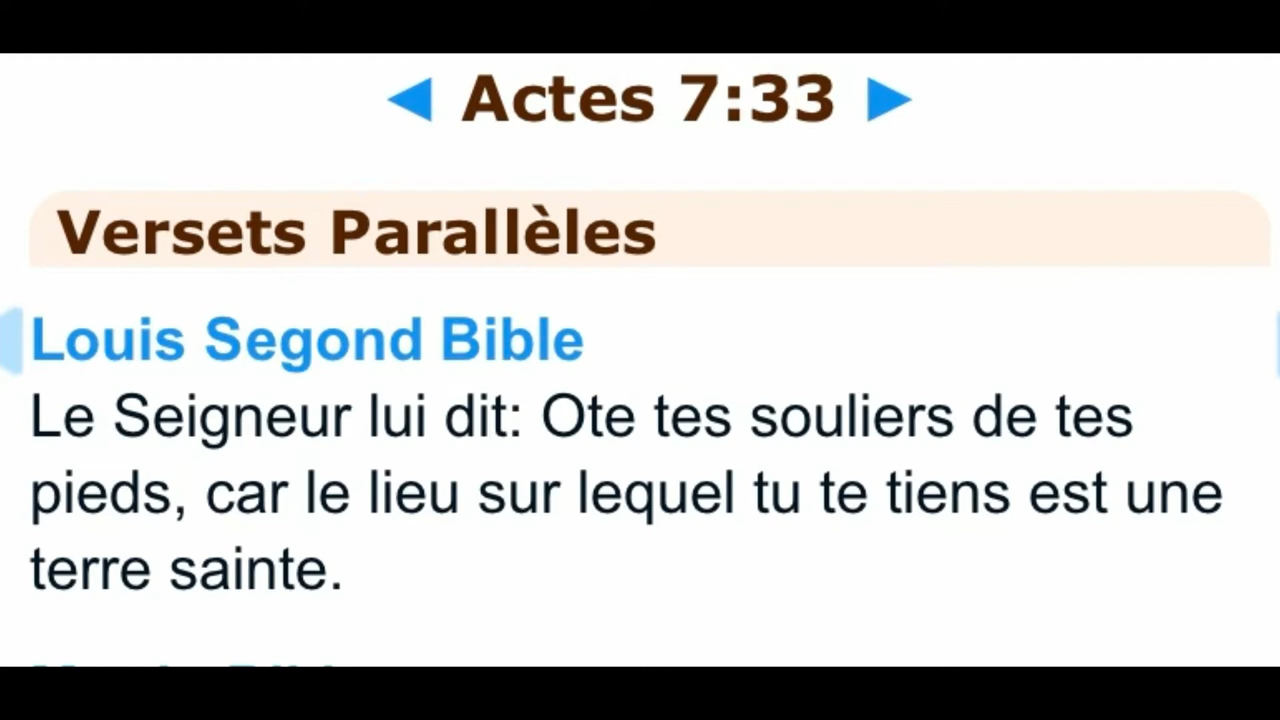 Actes 7:33
Versets Parallèles
Louis Segond Bible
Le Seigneur lui dit: Ote tes souliers de tes
pieds, car le lieu sur lequel tu te tiens est une
terre sainte.